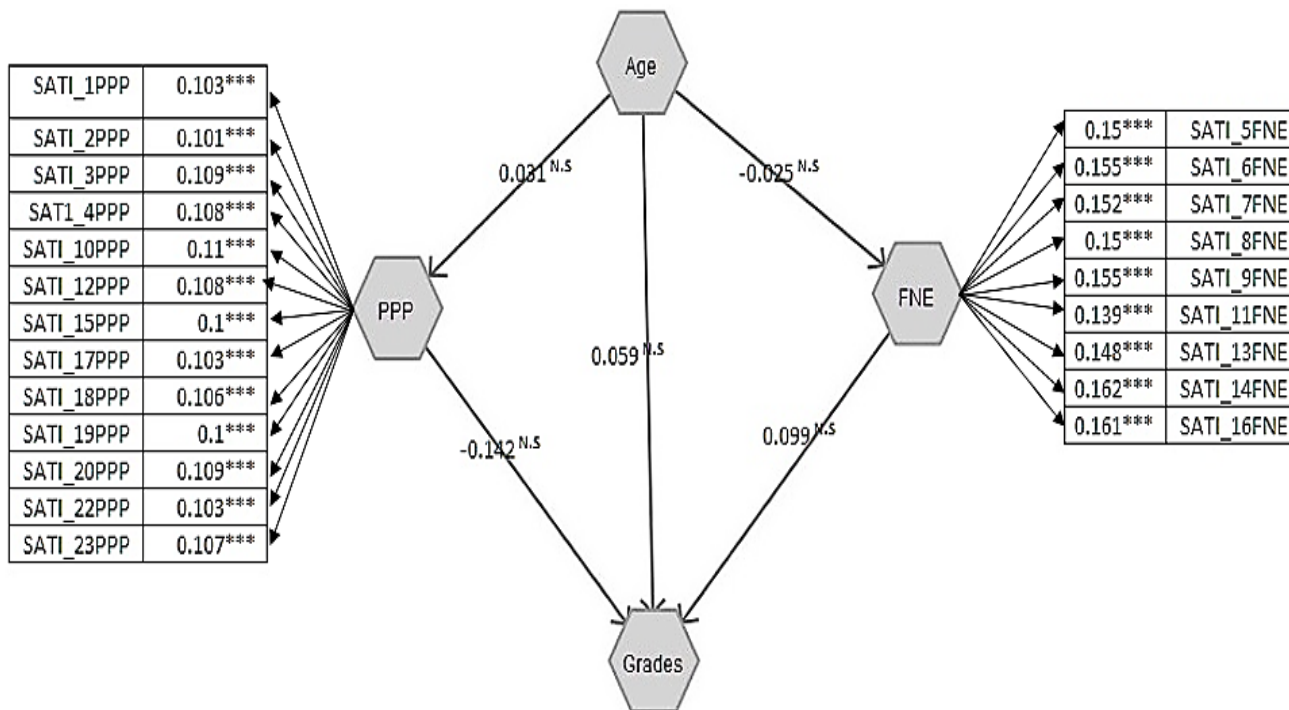 Age
SATI_1PPP 0.103***
SATI_2PPP 0.101***
SATI_3PPP 0.109***
SAT1_4PPP 0.108***
SATI_10PPP 0.11***
SATI_12PPP 0.108***
SATI_15PPP 0.1***
SATI_17PPP 0.103***
SATI_18PPP 0.106***
SATI_19PPP 0.1***
SATI_20PPP 0.109***
SATI_22PPP 0.103***
SATI_23PPP 0.107***
0.031 N.S
-0.025 N.S
PPP
FNE
0.059 N.S
-0.142 N.S
0.099 N.S
Grades
0.15*** SATI_5FNE
0.155*** SATI_6FNE
0.152*** SATI_7FNE
0.15*** SATI_8FNE
0.155*** SATI_9FNE
0.139*** SATI_11FNE
0.148*** SATI_13FNE
0.162*** SATI_14FNE
0.161*** SATI_16FNE